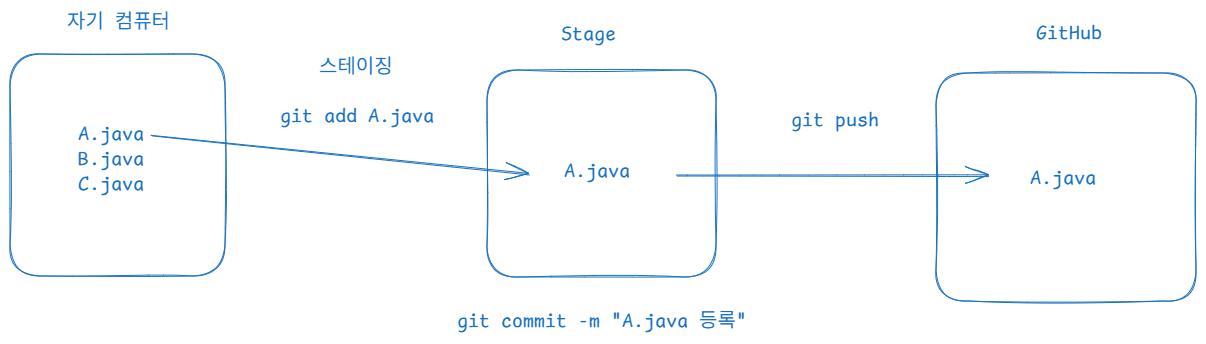 자기 컴퓨터
Stage
GitHub
스테이징
git add A.java
git push
A.java
B.java
C.java
A.java
A.java
git commit -m "A.java 등록"